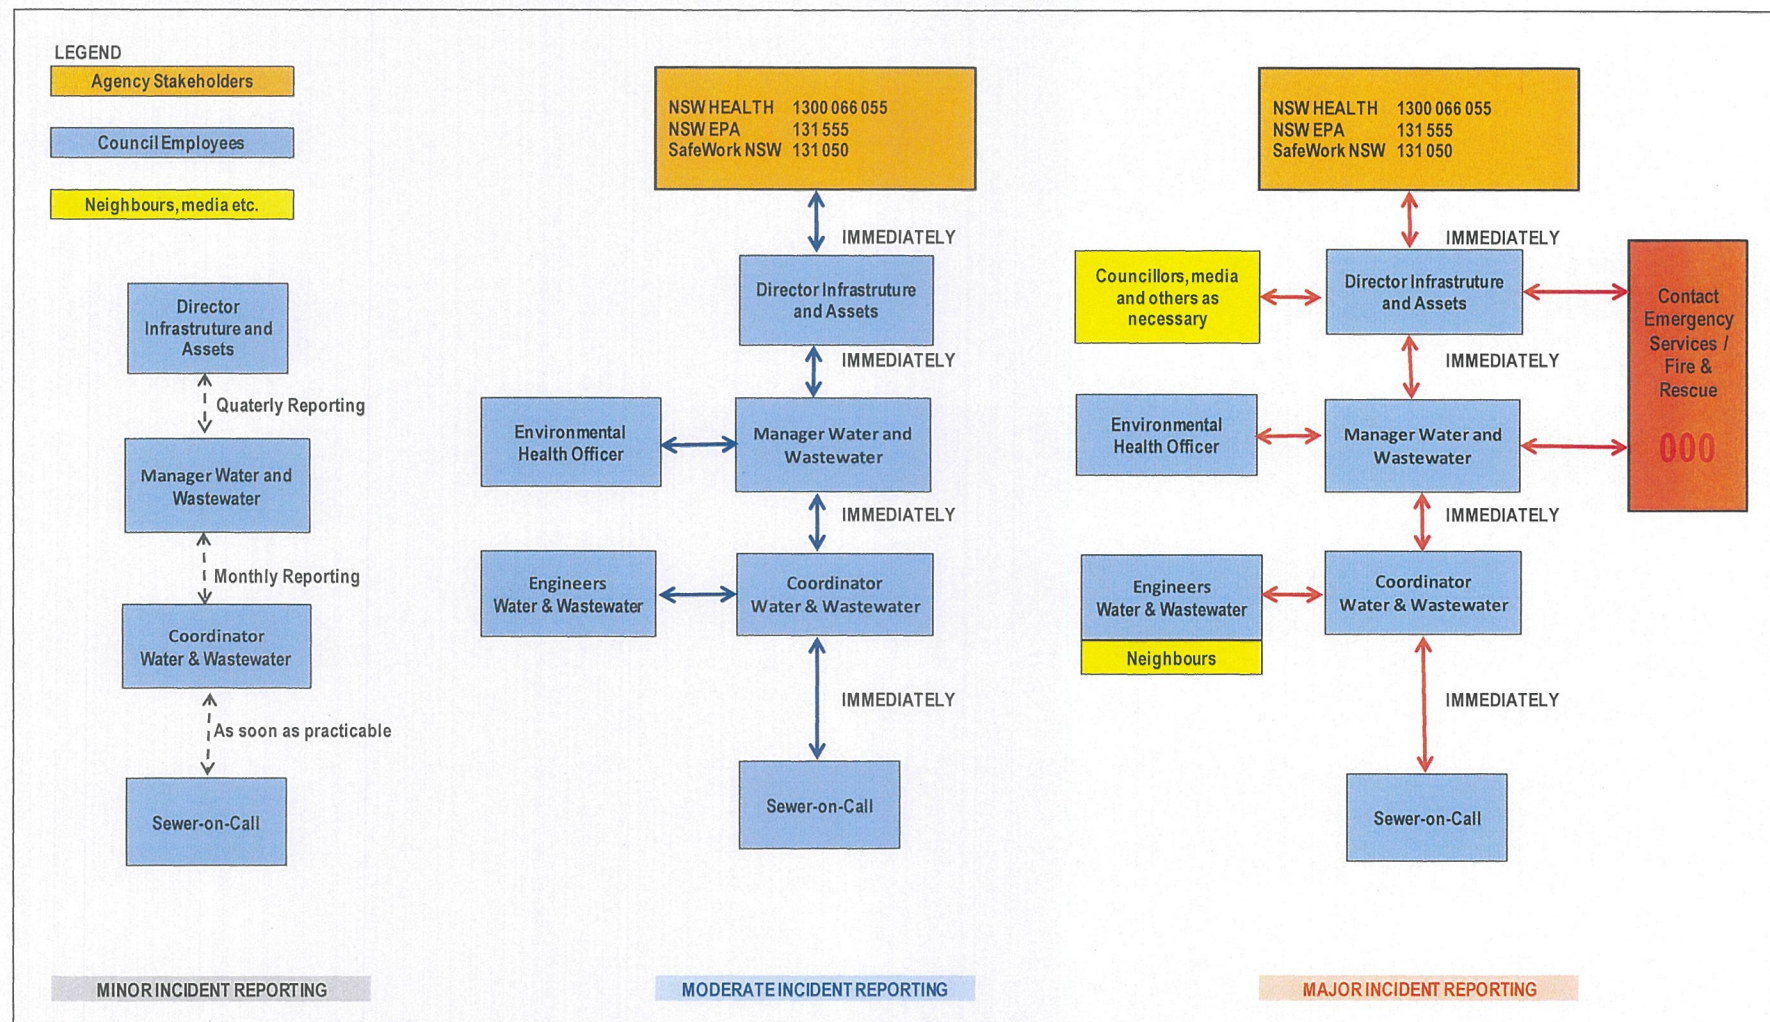 LEGEND
Agency Stakeholders
Council Employees
Neighbours, media etc.
Director
Infrastruture and
Assets
Quaterly Reporting
Manager Water and
Wastewater
Monthly Reporting
Coordinator
Water & Wastewater
As soon as practicable
Sewer-on-Call
MINOR INCIDENT REPORTING
NSW HEALTH 1300 066 055
NSW EPA 131 555
SafeWork NSW 131 050
IMMEDIATELY
Director Infrastruture
and Assets
IMMEDIATELY
Environmental
Health Officer
Manager Water and
Wastewater
IMMEDIATELY
Engineers
Water & Wastewater
Coordinator
Water & Wastewater
IMMEDIATELY
Sewer-on-Call
MODERATE INCIDENT REPORTING
NSW HEALTH 1300 066 055
NSW EPA 131 555
SafeWork NSW 131 050
IMMEDIATELY
Councillors, media
and others as
necessary
Director Infrastruture
and Assets
Contact
Emergency
Services /
Fire &
Rescue
000
IMMEDIATELY
Environmental
Health Officer
Manager Water and
Wastewater
IMMEDIATELY
Engineers
Water & Wastewater
Neighbours
Coordinator
Water & Wastewater
IMMEDIATELY
Sewer-on-Call
MAJOR INCIDENT REPORTING